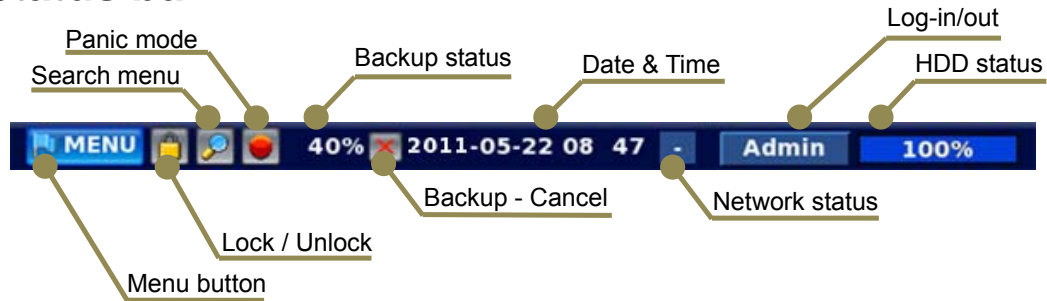 Log-in/out
Panic mode
Backup status
Date & Time
HDD status
Search menu
MENU 40% 2011-05-22 08 47 - Admin 100%
Backup - Cancel
Network status
Lock / Unlock
Menu button